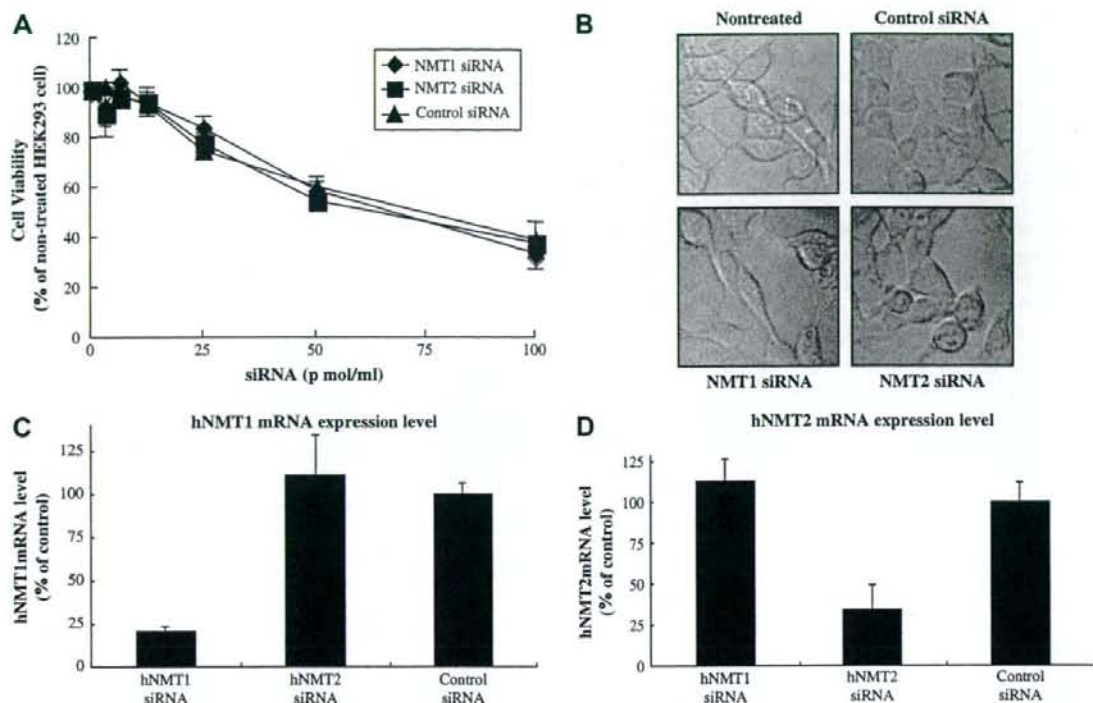 A
120
100
80
60
40
20
0
Cell Viability
(% of non-treated HEK293 cell)
0 25 50 75 100
siRNA (p mol/ml)
NMT1 siRNA
NMT2 siRNA
Control siRNA
B
Nontreated Control siRNA
NMT1 siRNA NMT2 siRNA
C
hNMT1 mRNA expression level
hNMT1mRNA level
(% of control)
125
100
75
50
25
0
hNMT1 hNMT2 Control
siRNA siRNA siRNA
D
hNMT2 mRNA expression level
hNMT2mRNA level
(% of control)
125
100
75
50
25
0
hNMT1 hNMT2 Control
siRNA siRNA siRNA